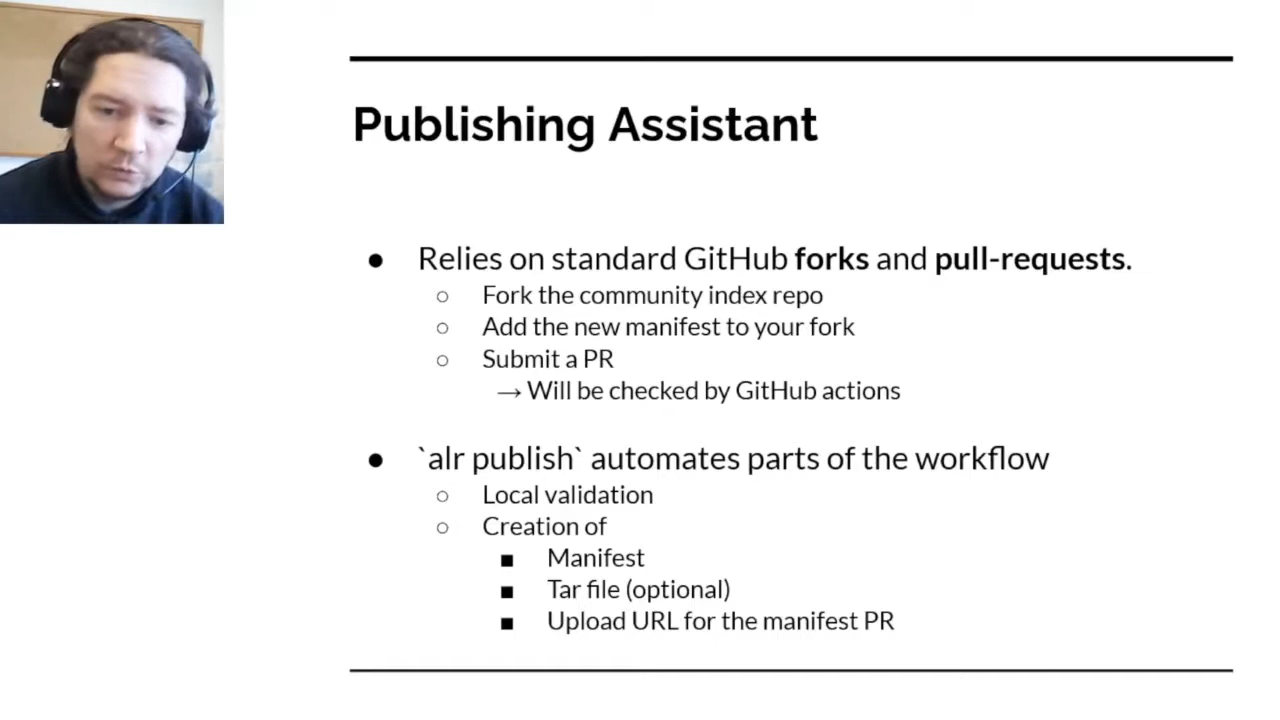 Publishing Assistant
● Relies on standard GitHub forks and pull-requests.
○ Fork the community index repo
○ Add the new manifest to your fork
○ Submit a PR
→ Will be checked by GitHub actions
● `alr publish` automates parts of the workflow
○ Local validation
○ Creation of
■ Manifest
■ Tar file (optional)
■ Upload URL for the manifest PR